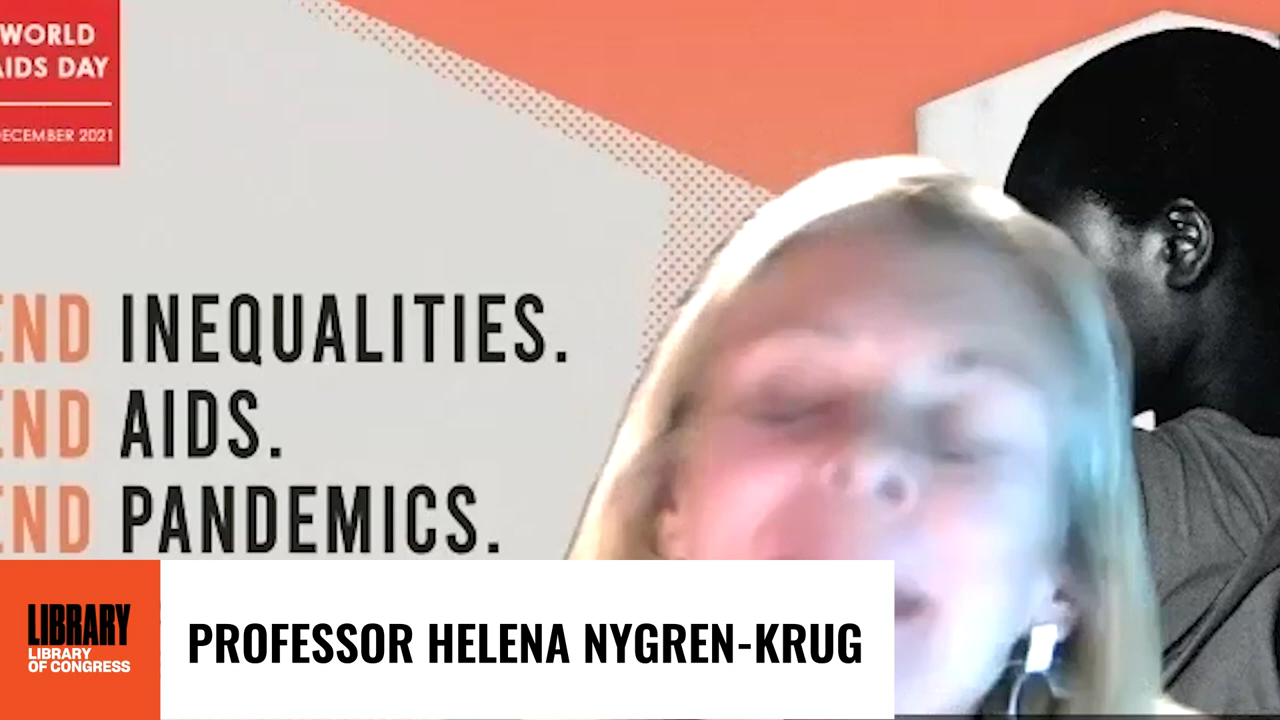 WORLD
AIDS DAY
DECEMBER 2021
END INEQUALITIES.
END AIDS.
END PANDEMICS.
LIBRARY
LIBRARY
OF CONGRESS
PROFESSOR HELENA NYGREN-KRUG